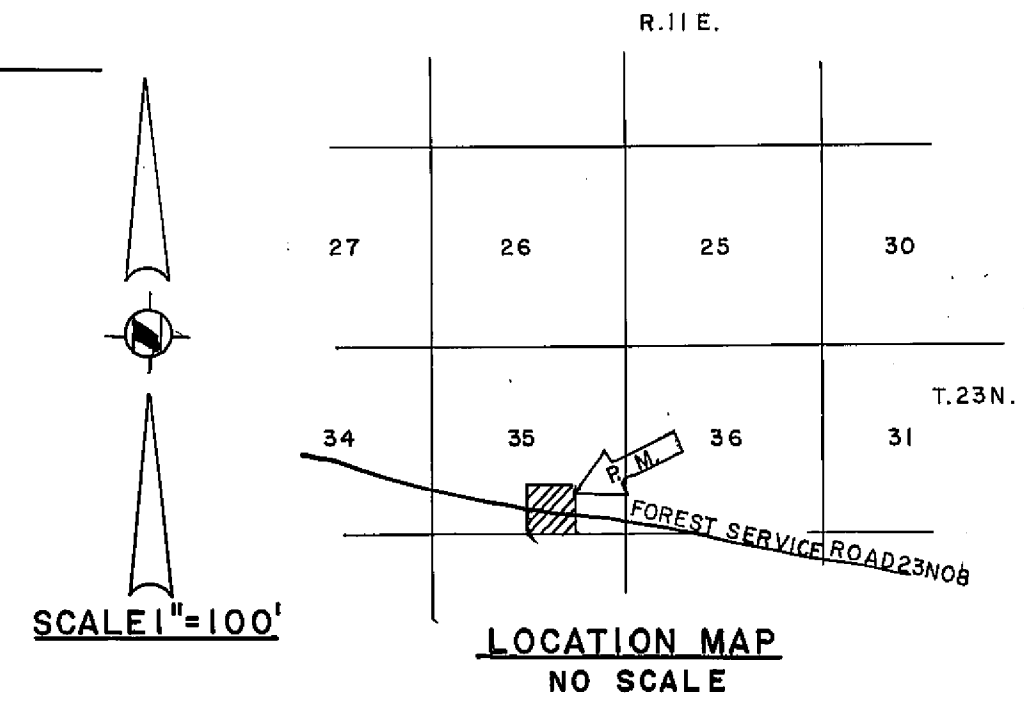 R.11 E.
27 26 25 30
T.23N.
34 35 36 31
P.M.
FOREST SERVICE ROAD 23N08
SCALE 1"=100'
LOCATION MAP
NO SCALE